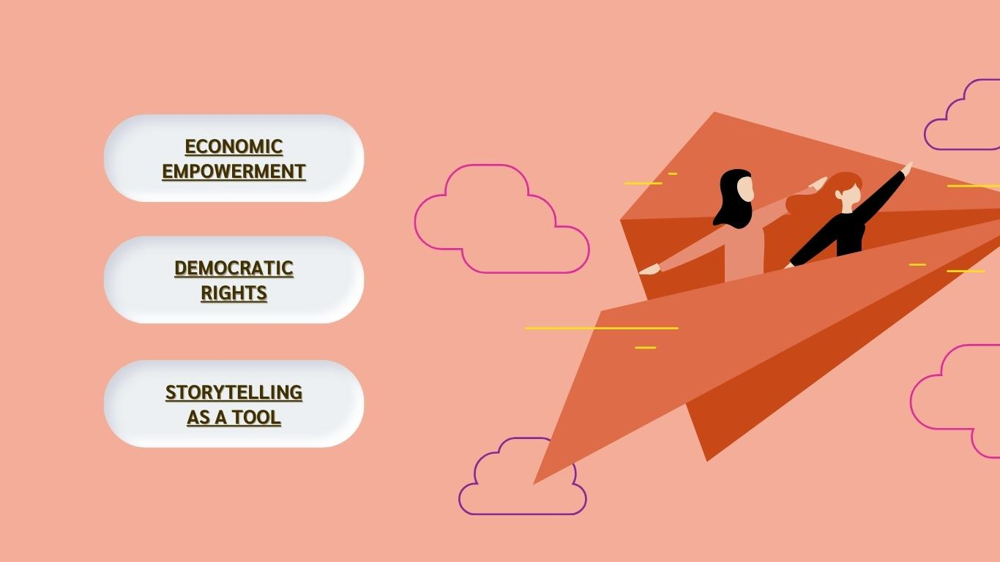 ECONOMIC
EMPOWERMENT
DEMOCRATIC
RIGHTS
STORYTELLING
AS A TOOL